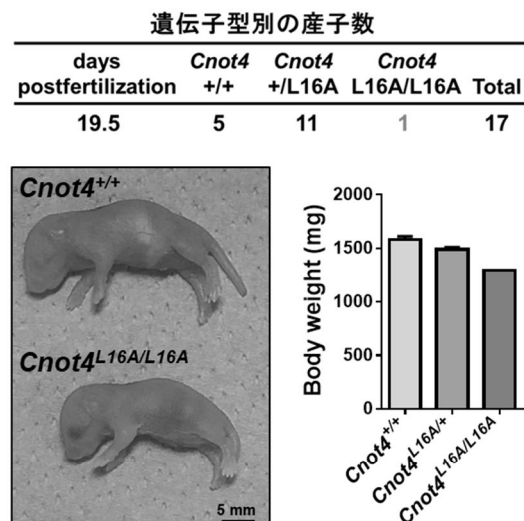 遺伝子型別の産子数
days postfertilization Cnot4 +/+ Cnot4 +/L16A Cnot4 L16A/L16A Total
19.5 5 11 1 17
Cnot4+/+
Cnot4L16A/L16A
5 mm
Body weight (mg)
2000
1500
1000
500
0
Cnot4+/+
Cnot4L16A/+
Cnot4L16A/L16A